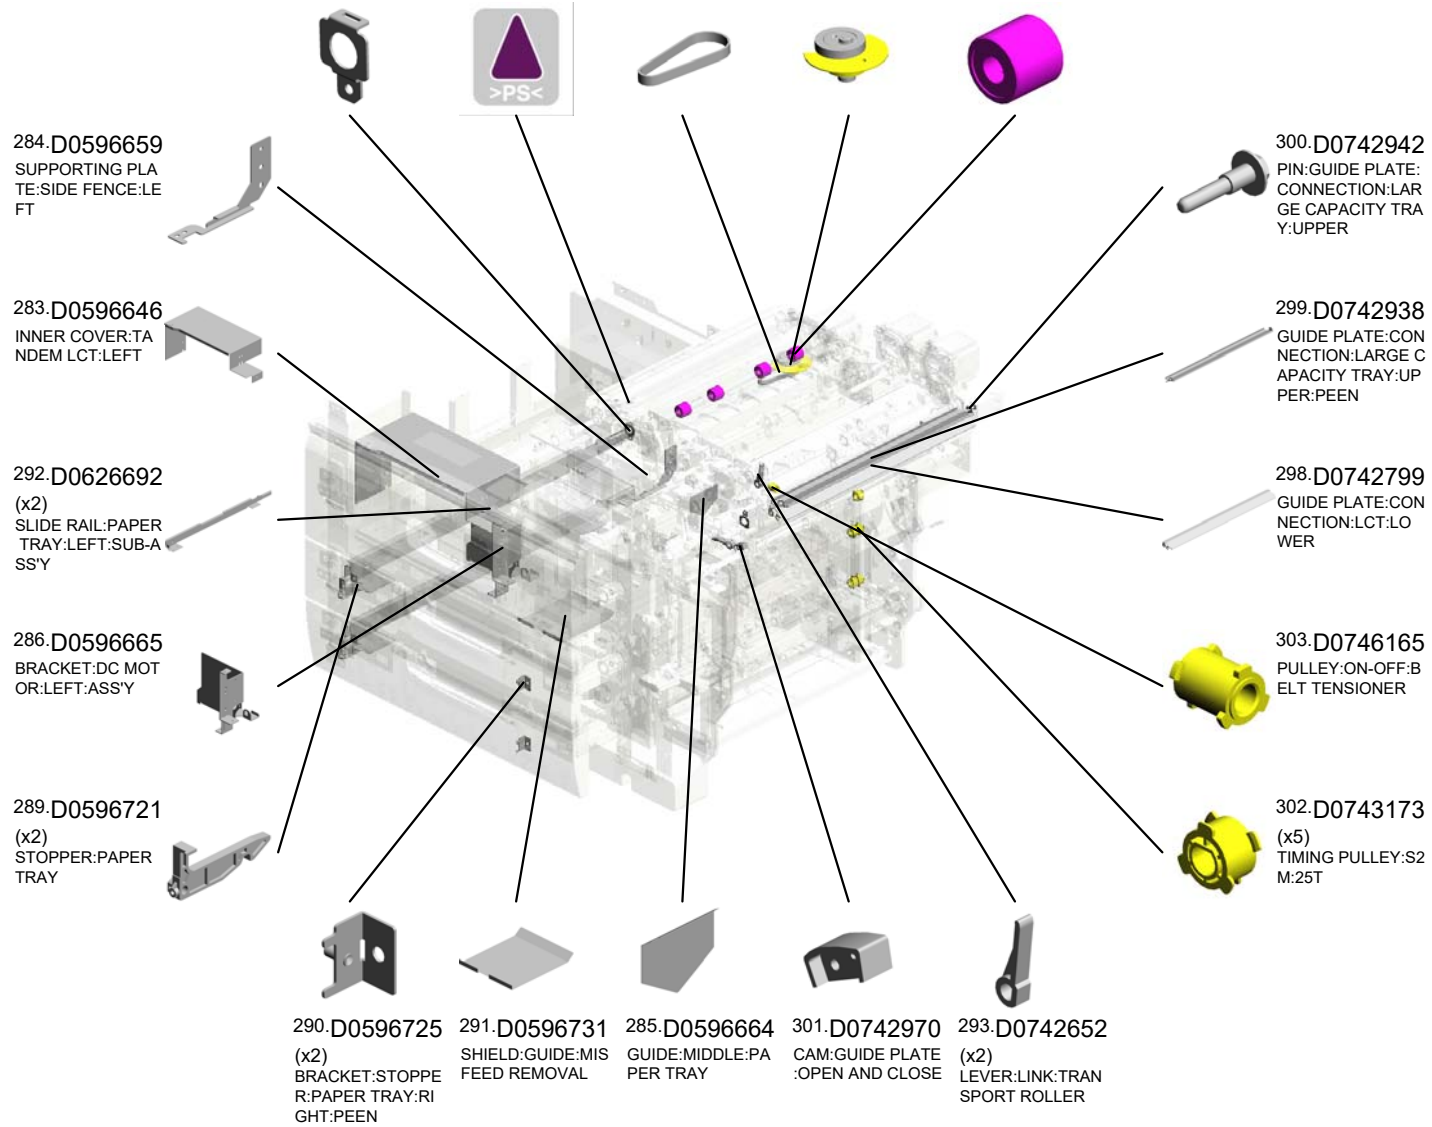 >PS<
284.D0596659
SUPPORTING PLA
TE:SIDE FENCE:LE
FT
283.D0596646
INNER COVER:TA
NDEM LCT:LEFT
292.D0626692
(x2)
SLIDE RAIL:PAPER
TRAY:LEFT:SUB-A
SS'Y
286.D0596665
BRACKET:DC MOT
OR:LEFT:ASS'Y
289.D0596721
(x2)
STOPPER:PAPER
TRAY
300.D0742942
PIN:GUIDE PLATE:
CONNECTION:LAR
GE CAPACITY TRA
Y:UPPER
299.D0742938
GUIDE PLATE:CON
NECTION:LARGE C
APACITY TRAY:UP
PER:PEEN
298.D0742799
GUIDE PLATE:CON
NECTION:LCT:LO
WER
303.D0746165
PULLEY:ON-OFF:B
ELT TENSIONER
302.D0743173
(x5)
TIMING PULLEY:S2
M:25T
290.D0596725
(x2)
BRACKET:STOPPE
R:PAPER TRAY:RI
GHT:PEEN
291.D0596731
SHIELD:GUIDE:MIS
FEED REMOVAL
285.D0596664
GUIDE:MIDDLE:PA
PER TRAY
301.D0742970
CAM:GUIDE PLATE
:OPEN AND CLOSE
293.D0742652
(x2)
LEVER:LINK:TRAN
SPORT ROLLER